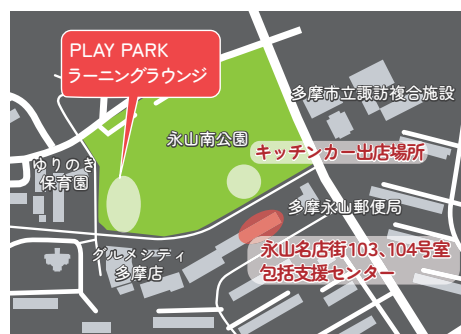 PLAY PARK
ラーニングラウンジ
多摩市立諏訪複合施設
永山南公園
キッチンカー出店場所
ゆりのき
保育園
多摩永山郵便局
グルメシティ
多摩店
永山名店街103、104号室
包括支援センター